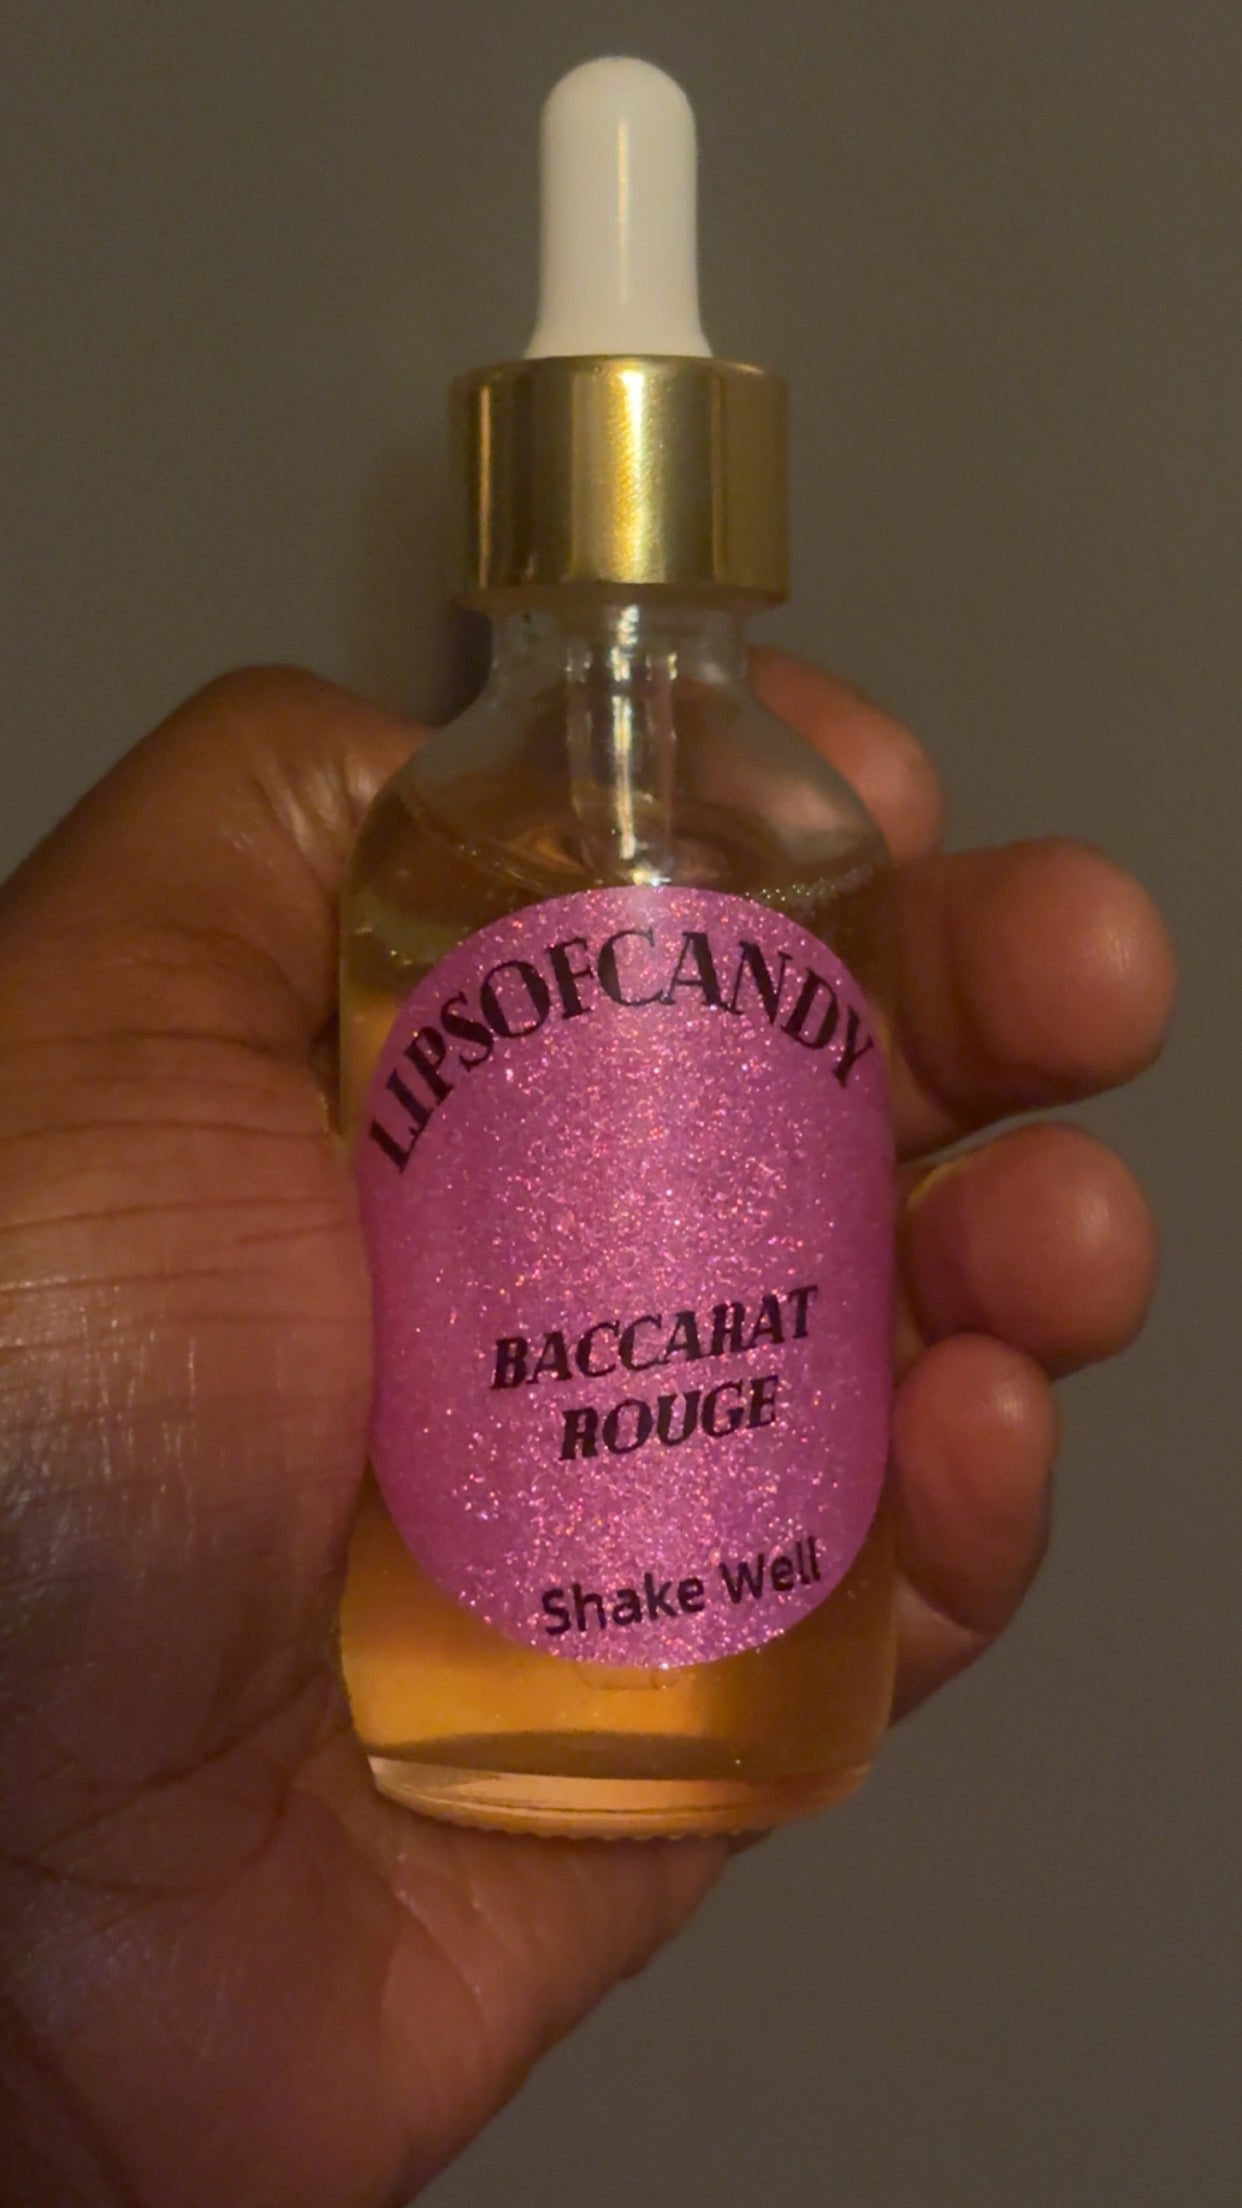 LIPSOFCANDY
BACCARAT
ROUGE
Shake Well